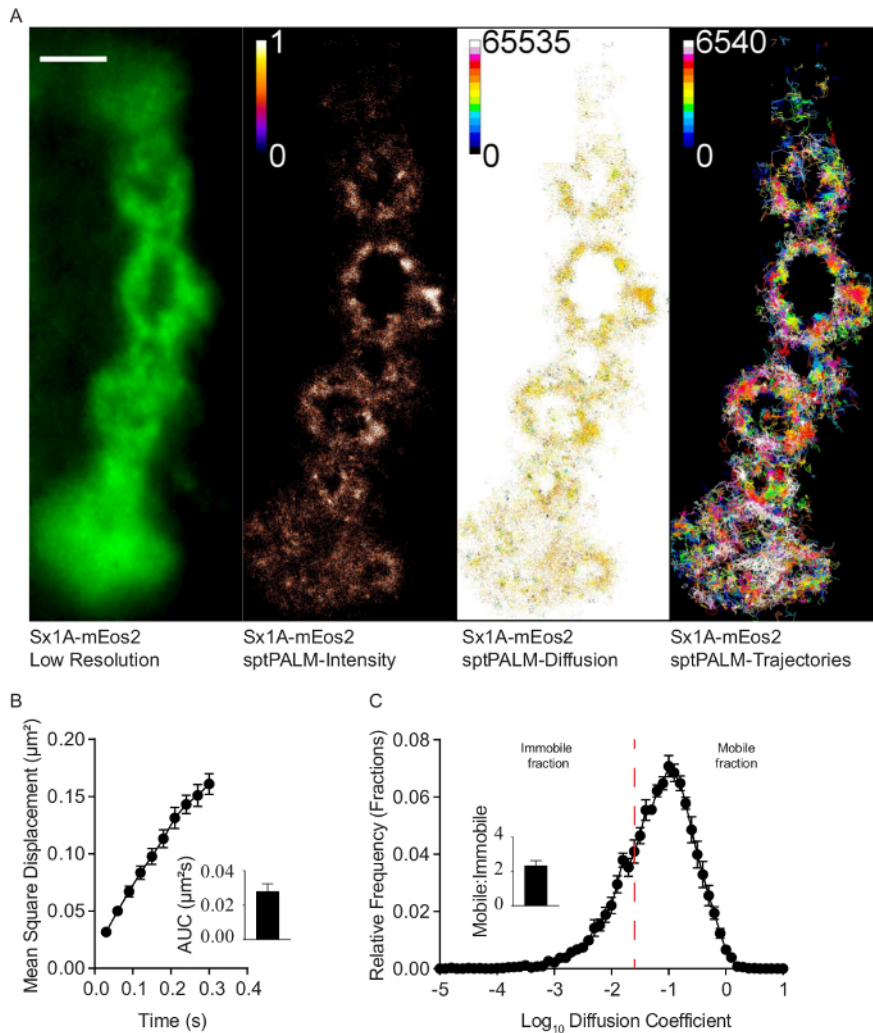 A
1
0
65535
0
6540
0
Sx1A-mEos2
Low Resolution
Sx1A-mEos2
sptPALM-Intensity
Sx1A-mEos2
sptPALM-Diffusion
Sx1A-mEos2
sptPALM-Trajectories
B
Mean Square Displacement (µm²)
0.20
0.15
0.10
0.05
0.00
0.0 0.1 0.2 0.3 0.4
Time (s)
AUC (µm²s)
0.04
0.02
0.00
C
Relative Frequency (Fractions)
0.08
0.06
0.04
0.02
0.00
-5 -4 -3 -2 -1 0 1
Log₁₀ Diffusion Coefficient
Immobile
fraction
Mobile
fraction
Mobile:Immobile
4
2
0